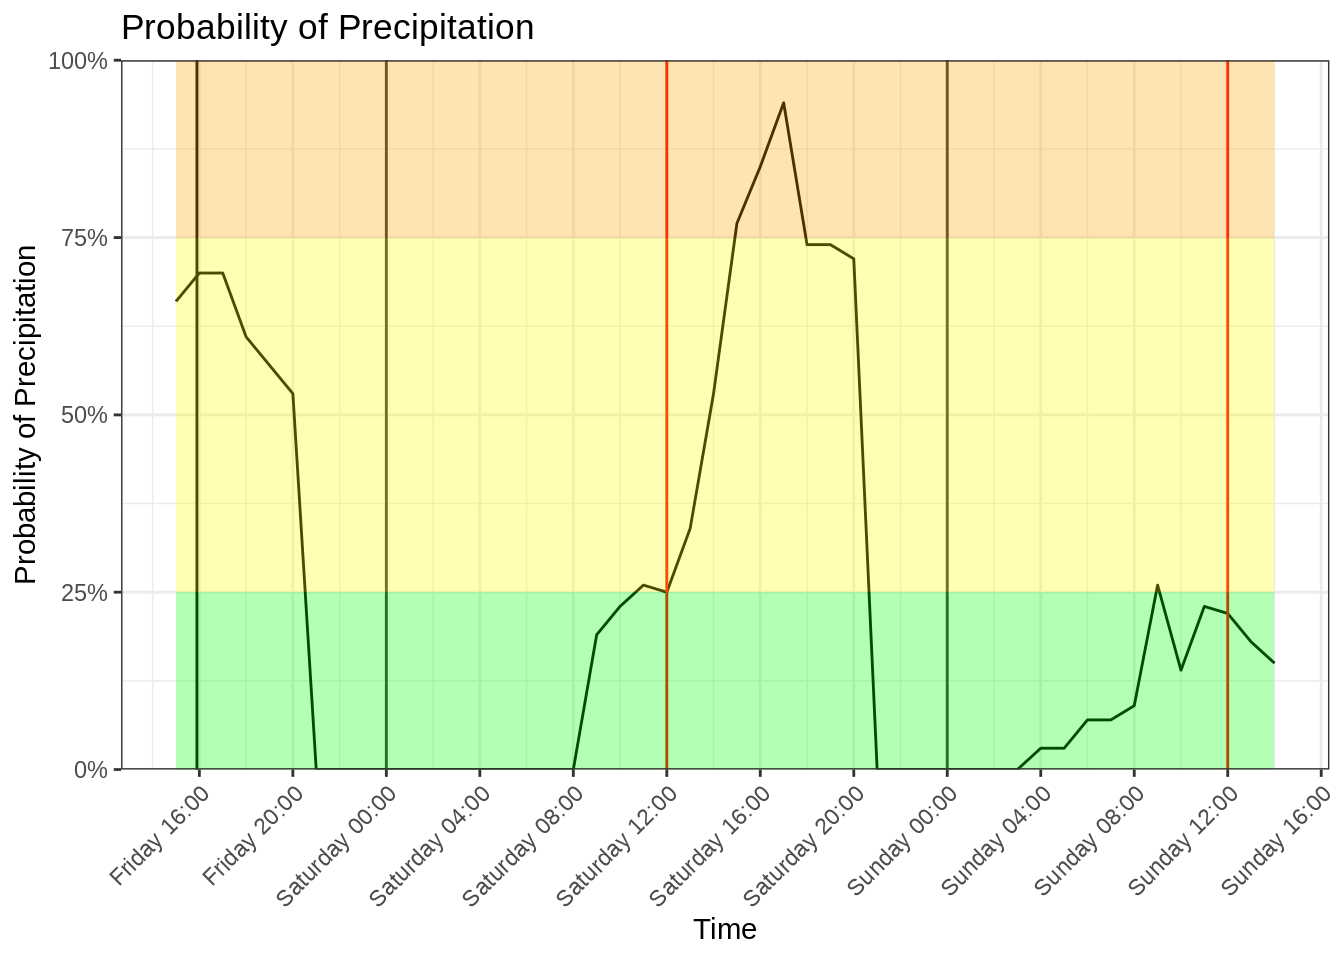 Probability of Precipitation
Probability of Precipitation
100%
75%
50%
25%
0%
Friday 16:00
Friday 20:00
Saturday 00:00
Saturday 04:00
Saturday 08:00
Saturday 12:00
Saturday 16:00
Saturday 20:00
Sunday 00:00
Sunday 04:00
Sunday 08:00
Sunday 12:00
Sunday 16:00
Time